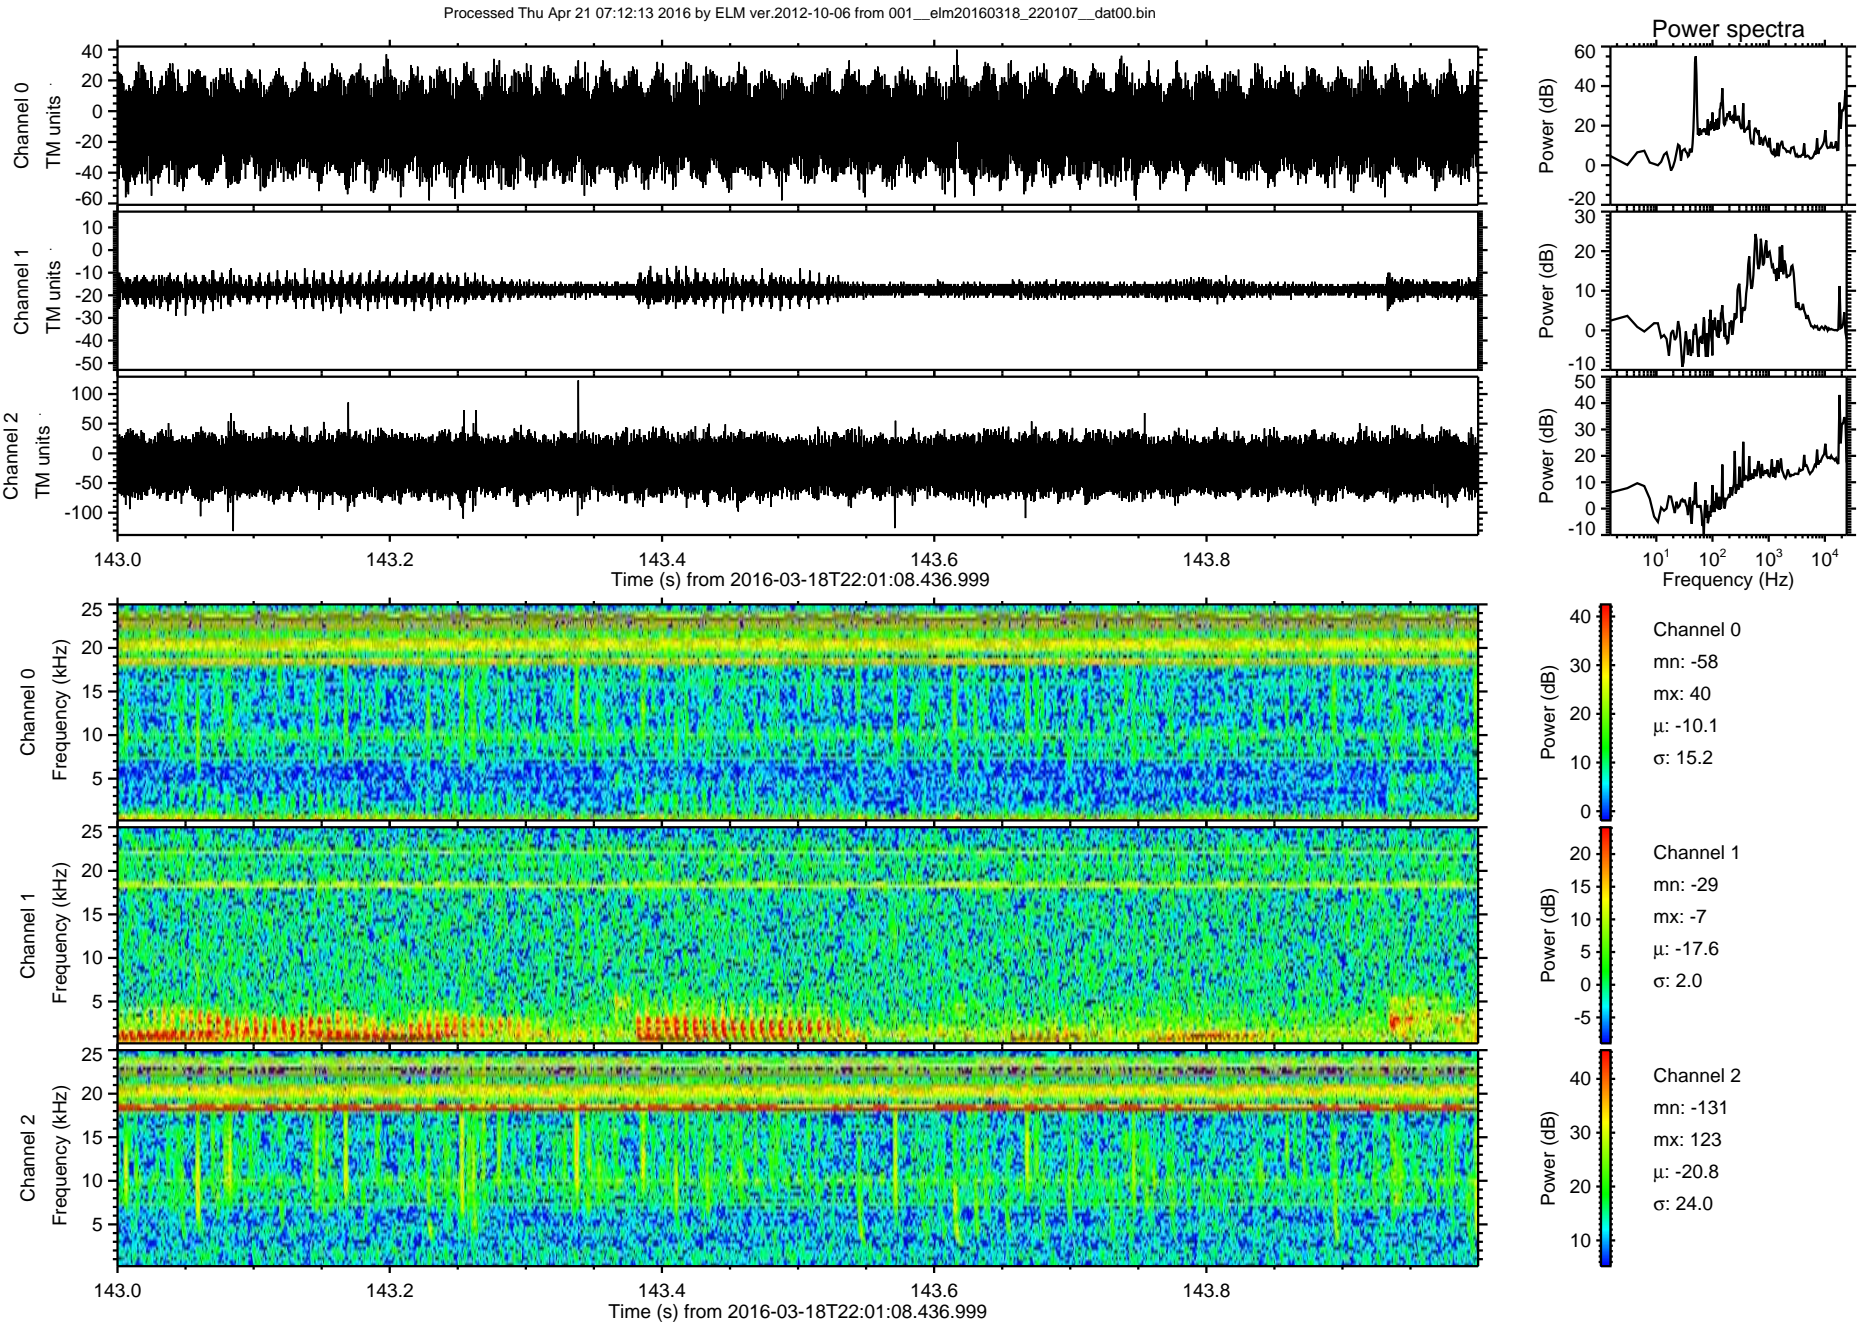 Processed Thu Apr 21 07:12:13 2016 by ELM ver.2012-10-06 from 001__elm20160318_220107__dat00.bin
Power spectra
Channel 0
TM units
40
20
0
-20
-40
-60
Power (dB)
60
40
20
0
-20
Channel 1
TM units
10
0
-10
-20
-30
-40
-50
Power (dB)
30
20
10
0
-10
Channel 2
TM units
100
50
0
-50
-100
Power (dB)
50
40
30
20
10
0
-10
143.0 143.2 143.4 143.6 143.8
Time (s) from 2016-03-18T22:01:08.436.999
10¹ 10² 10³ 10⁴
Frequency (Hz)
Channel 0
Frequency (kHz)
25
20
15
10
5
Power (dB)
40
30
20
10
0
Channel 0
mn: -58
mx: 40
μ: -10.1
σ: 15.2
Channel 1
Frequency (kHz)
25
20
15
10
5
Power (dB)
20
15
10
5
0
-5
Channel 1
mn: -29
mx: -7
μ: -17.6
σ: 2.0
Channel 2
Frequency (kHz)
25
20
15
10
5
Power (dB)
40
30
20
10
Channel 2
mn: -131
mx: 123
μ: -20.8
σ: 24.0
143.0 143.2 143.4 143.6 143.8
Time (s) from 2016-03-18T22:01:08.436.999